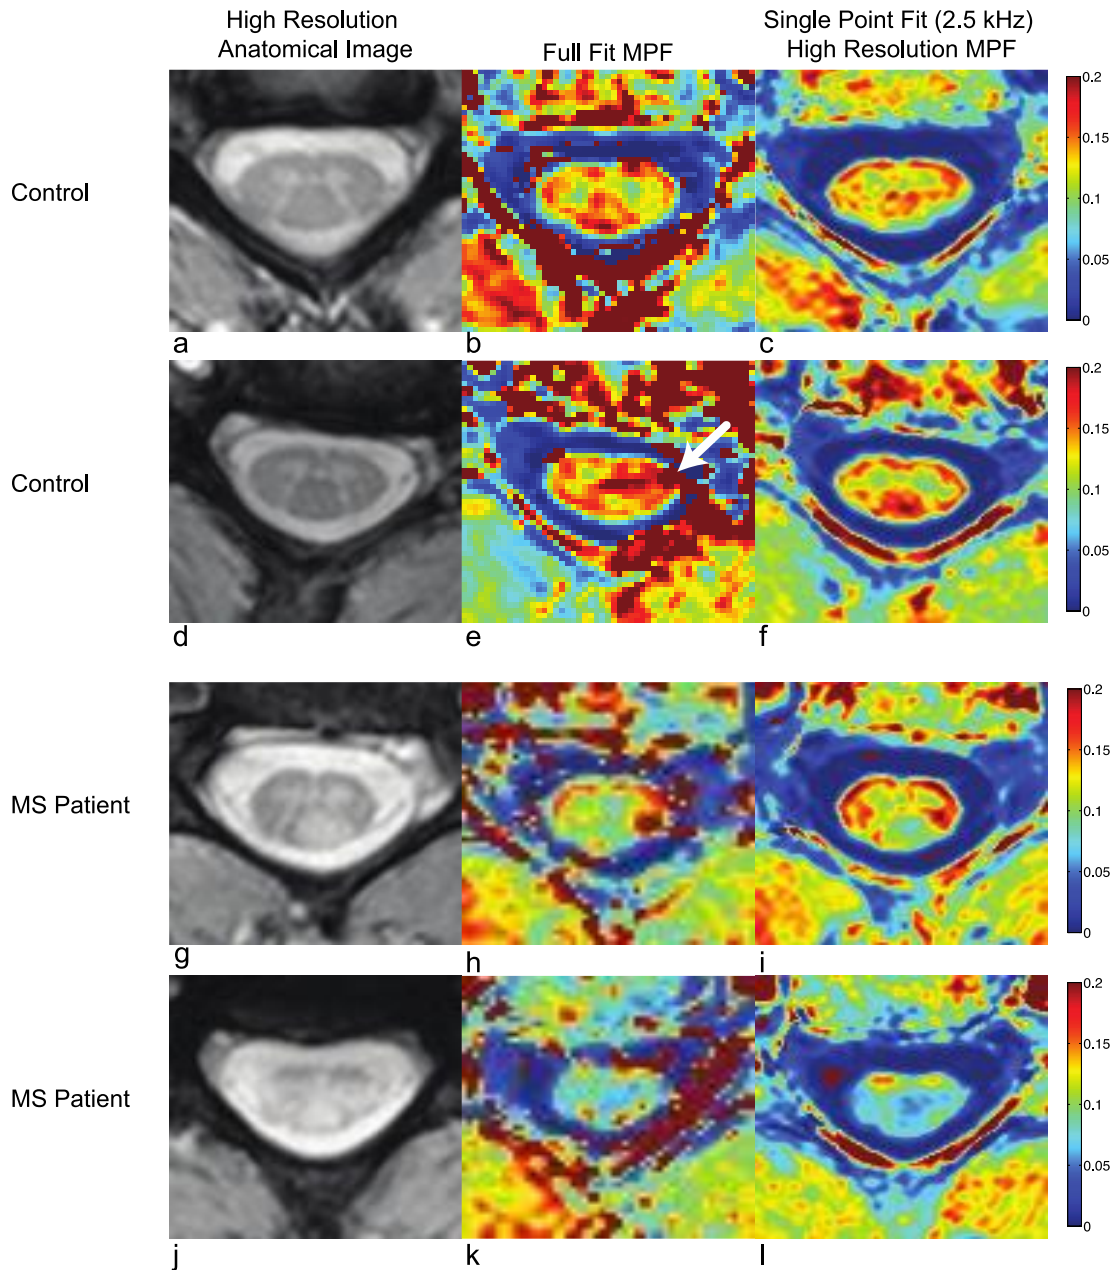 High Resolution
Anatomical Image
Full Fit MPF
Single Point Fit (2.5 kHz)
High Resolution MPF
Control
0.2
0.15
0.1
0.05
0
a
b
c
Control
0.2
0.15
0.1
0.05
0
d
e
f
MS Patient
0.2
0.15
0.1
0.05
0
g
h
i
MS Patient
0.2
0.15
0.1
0.05
0
j
k
l